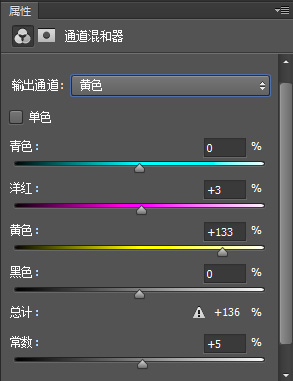 属性
通道混和器
输出通道： 黄色
单色
青色： 0 %
洋红： +3 %
黄色： +133 %
黑色： 0 %
总计： +136 %
常数： +5 %